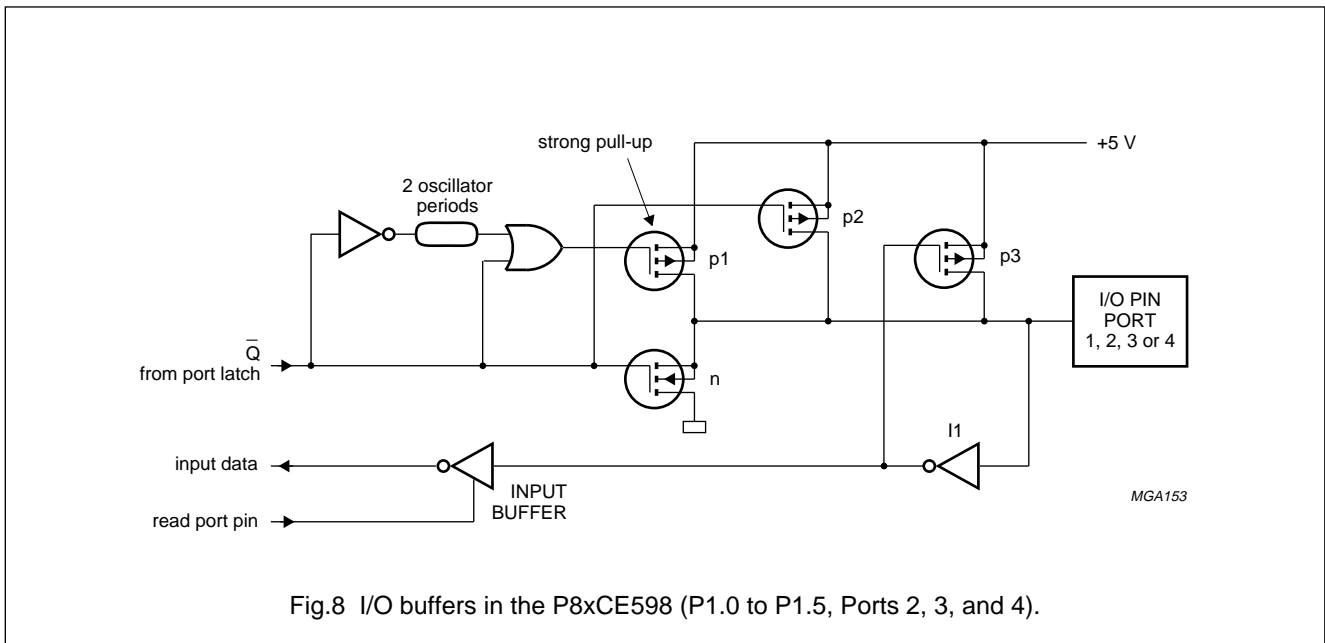 strong pull-up
+5 V
2 oscillator
periods
p2
p1
p3
I/O PIN
PORT
1, 2, 3 or 4
Q̅
from port latch
n
I1
input data
INPUT
BUFFER
read port pin
MGA153
Fig.8 I/O buffers in the P8xCE598 (P1.0 to P1.5, Ports 2, 3, and 4).